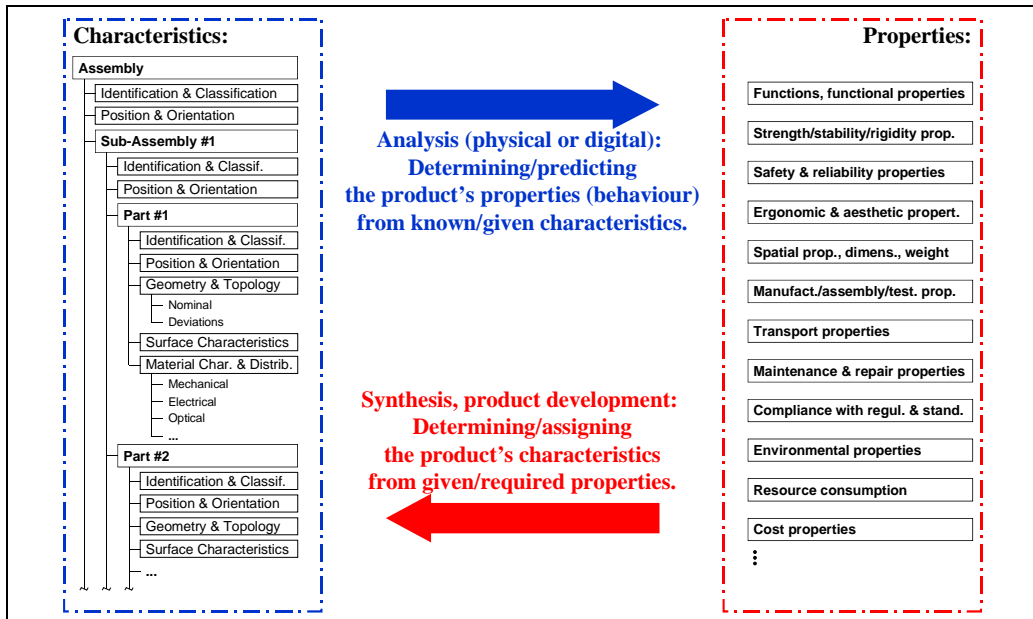 Characteristics:
Assembly
Identification & Classification
Position & Orientation
Sub-Assembly #1
Identification & Classif.
Position & Orientation
Part #1
Identification & Classif.
Position & Orientation
Geometry & Topology
Nominal
Deviations
Surface Characteristics
Material Char. & Distrib.
Mechanical
Electrical
Optical
...
Part #2
Identification & Classif.
Position & Orientation
Geometry & Topology
Surface Characteristics
...
Analysis (physical or digital):
Determining/predicting
the product's properties (behaviour)
from known/given characteristics.
Synthesis, product development:
Determining/assigning
the product's characteristics
from given/required properties.
Properties:
Functions, functional properties
Strength/stability/rigidity prop.
Safety & reliability properties
Ergonomic & aesthetic propert.
Spatial prop., dimens., weight
Manufact./assembly/test. prop.
Transport properties
Maintenance & repair properties
Compliance with regul. & stand.
Environmental properties
Resource consumption
Cost properties
⋮